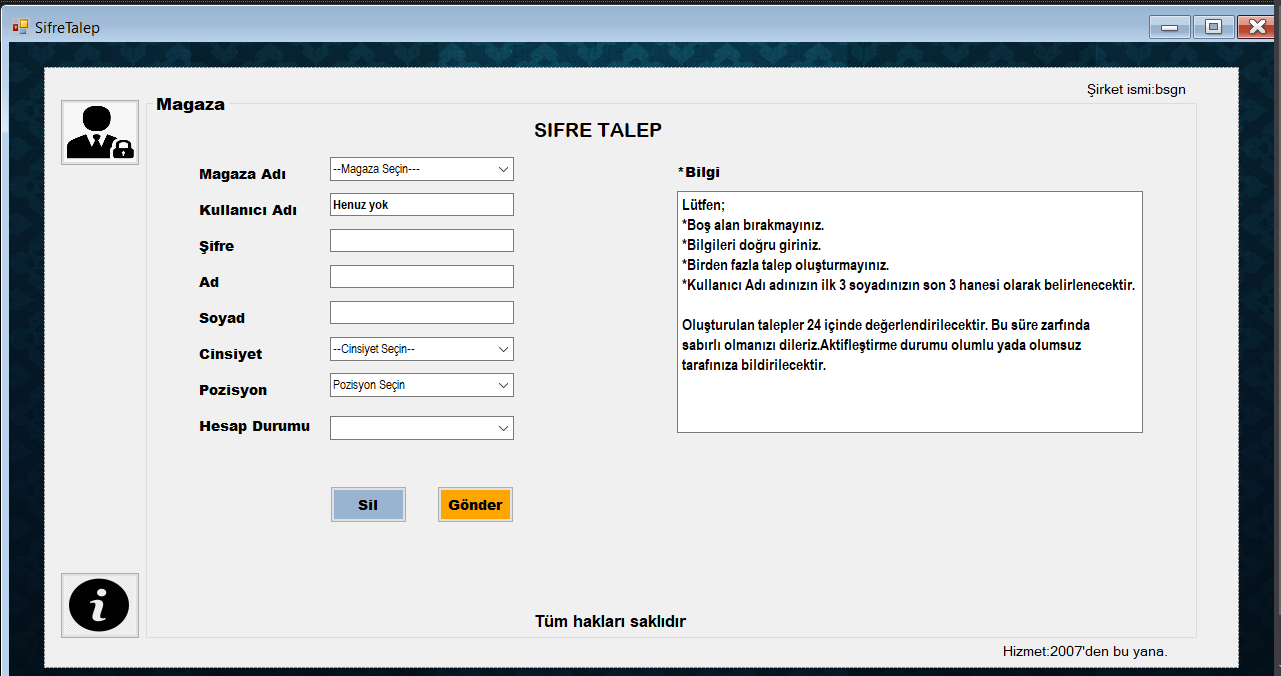 SifreTalep
Şirket ismi:bsgn
Magaza
SIFRE TALEP
Magaza Adı
--Magaza Seçin---
Kullanıcı Adı
Henuz yok
Şifre
Ad
Soyad
Cinsiyet
--Cinsiyet Seçin--
Pozisyon
Pozisyon Seçin
Hesap Durumu
Sil
Gönder
*Bilgi
Lütfen;
*Boş alan bırakmayınız.
*Bilgileri doğru giriniz.
*Birden fazla talep oluşturmayınız.
*Kullanıcı Adı adınızın ilk 3 soyadınızın son 3 hanesi olarak belirlenecektir.
Oluşturulan talepler 24 içinde değerlendirilecektir. Bu süre zarfında
sabırlı olmanızı dileriz.Aktifleştirme durumu olumlu yada olumsuz
tarafınıza bildirilecektir.
Tüm hakları saklıdır
Hizmet:2007'den bu yana.